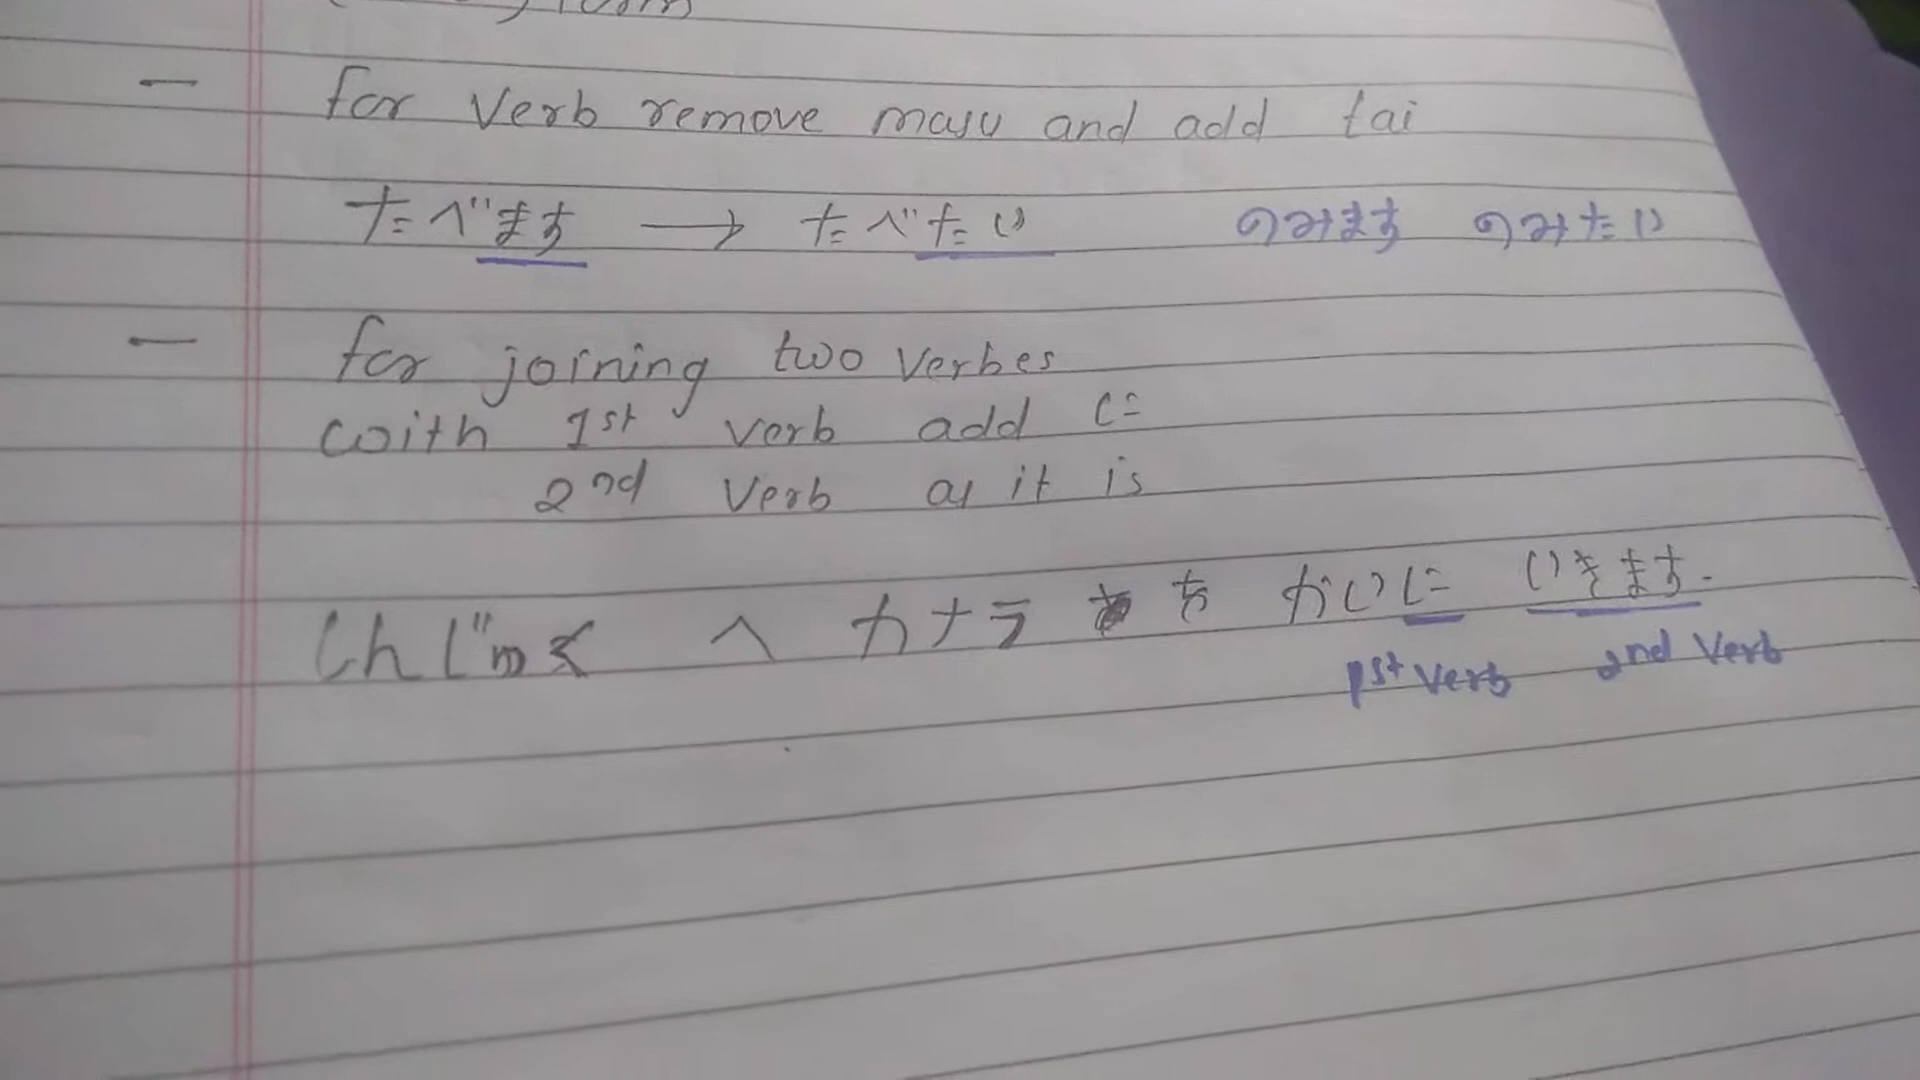 form
— for verb remove masu and add tai
たべます → たべたい のみます のみたい
— for joining two verbes
with 1st verb add に
2nd verb as it is
しんじゅく へ カナラ を かいに いきます.
1st verb 2nd verb